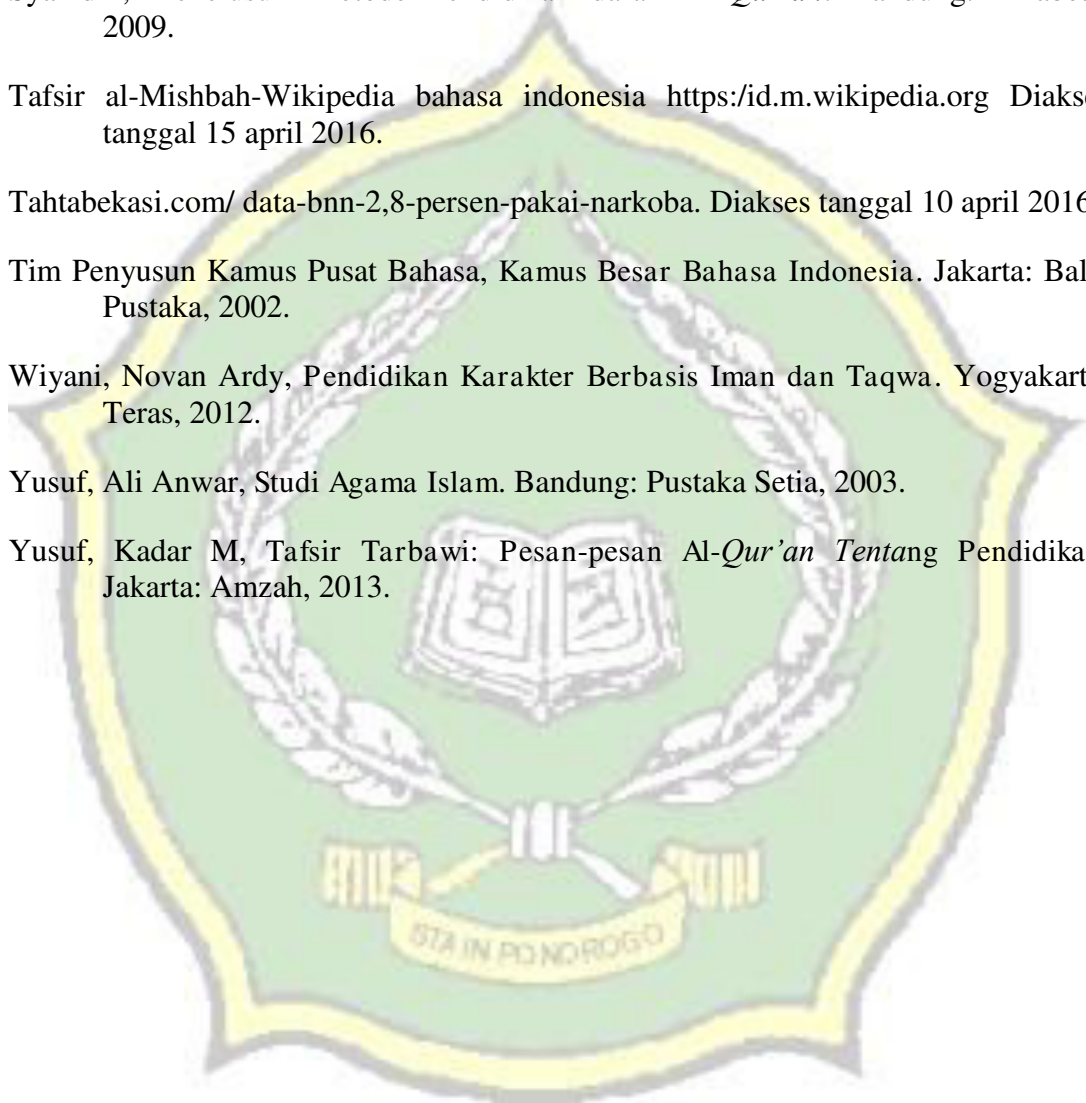 2009.
Tafsir al-Mishbah-Wikipedia bahasa indonesia https:/id.m.wikipedia.org
tanggal 15 april 2016.
Tahtabekasi.com/ data-bnn-2,8-persen-pakai-narkoba. Diakses tanggal 10 april 2016
Tim Penyusun Kamus Pusat Bahasa, Kamus Besar Bahasa Indonesia. Jakarta:
Pustaka, 2002.
Wiyani, Novan Ardy, Pendidikan Karakter Berbasis Iman dan Taqwa.
Teras, 2012.
Yusuf, Ali Anwar, Studi Agama Islam. Bandung: Pustaka Setia, 2003.
Yusuf, Kadar M, Tafsir Tarbawi: Pesan-pesan Al-Qur’an Tentang
Jakarta: Amzah, 2013.
STAIN PONOROGO